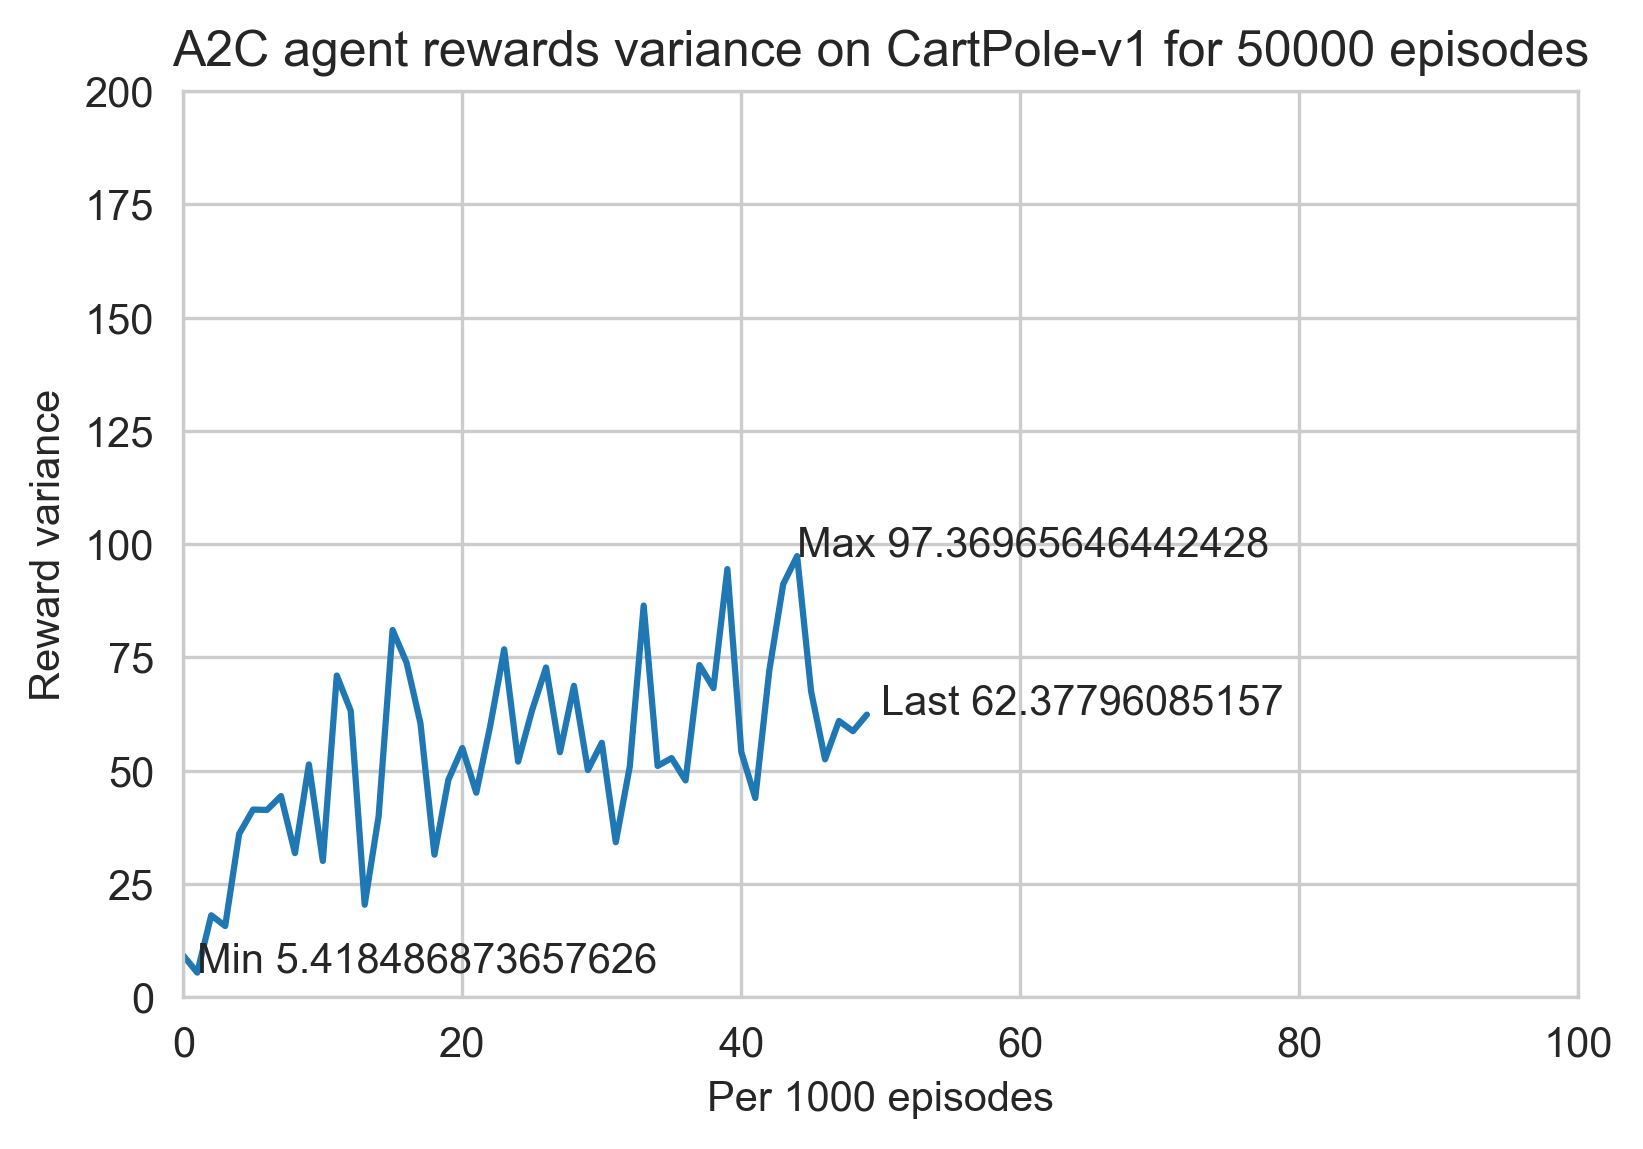 A2C agent rewards variance on CartPole-v1 for 50000 episodes
200
175
150
125
100
75
50
25
0
Reward variance
Max 97.36965646442428
Last 62.37796085157
Min 5.418486873657626
0 20 40 60 80 100
Per 1000 episodes